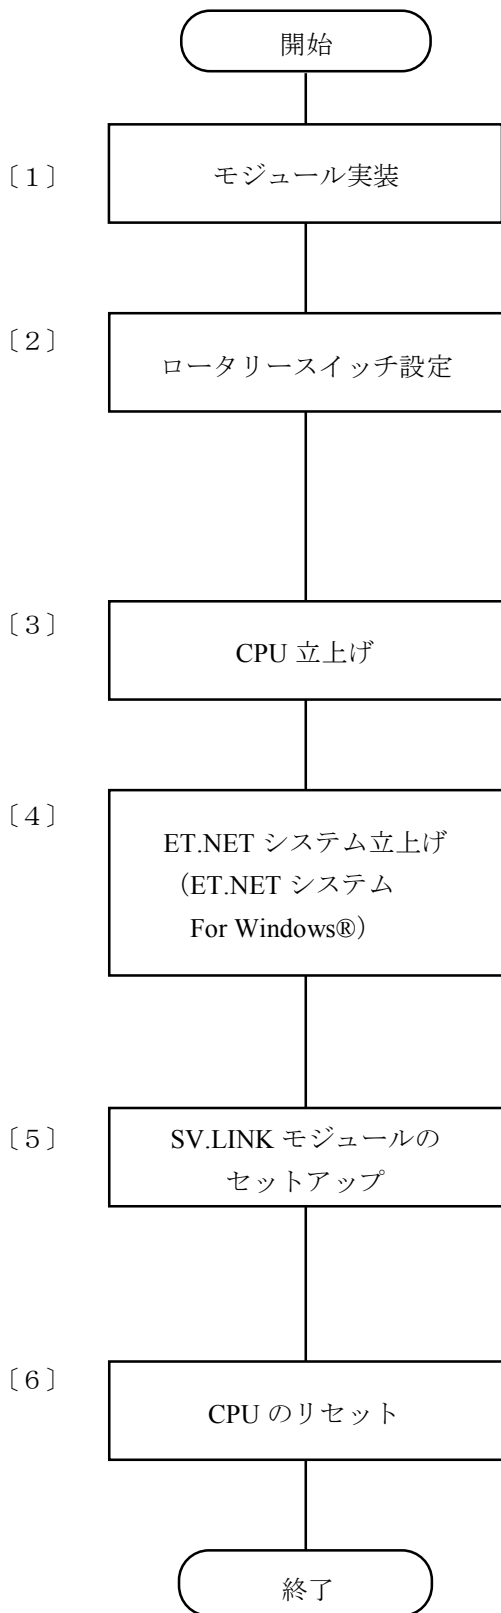 開始
〔１〕
モジュール実装
〔２〕
ロータリースイッチ設定
〔３〕
CPU 立上げ
〔４〕
ET.NET システム立上げ
（ET.NET システム
For Windows®）
〔５〕
SV.LINK モジュールの
セットアップ
〔６〕
CPU のリセット
終了